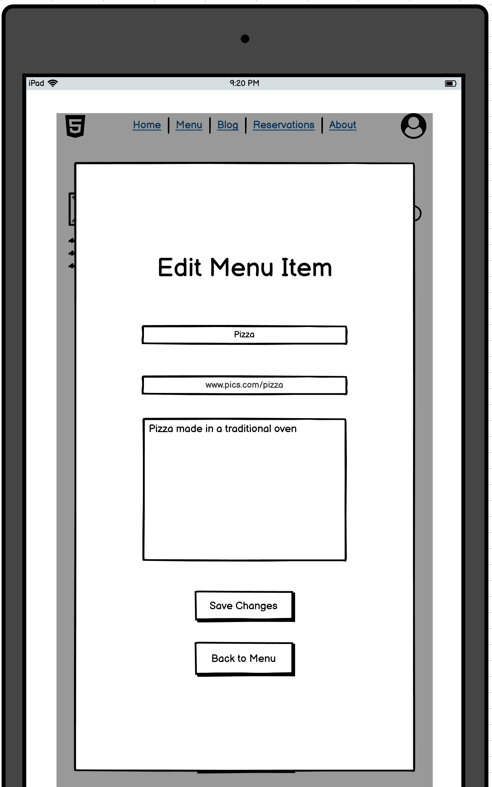 iPad 9:20 PM
5
Home Menu Blog Reservations About
Edit Menu Item
Pizza
www.pics.com/pizza
Pizza made in a traditional oven
Save Changes
Back to Menu